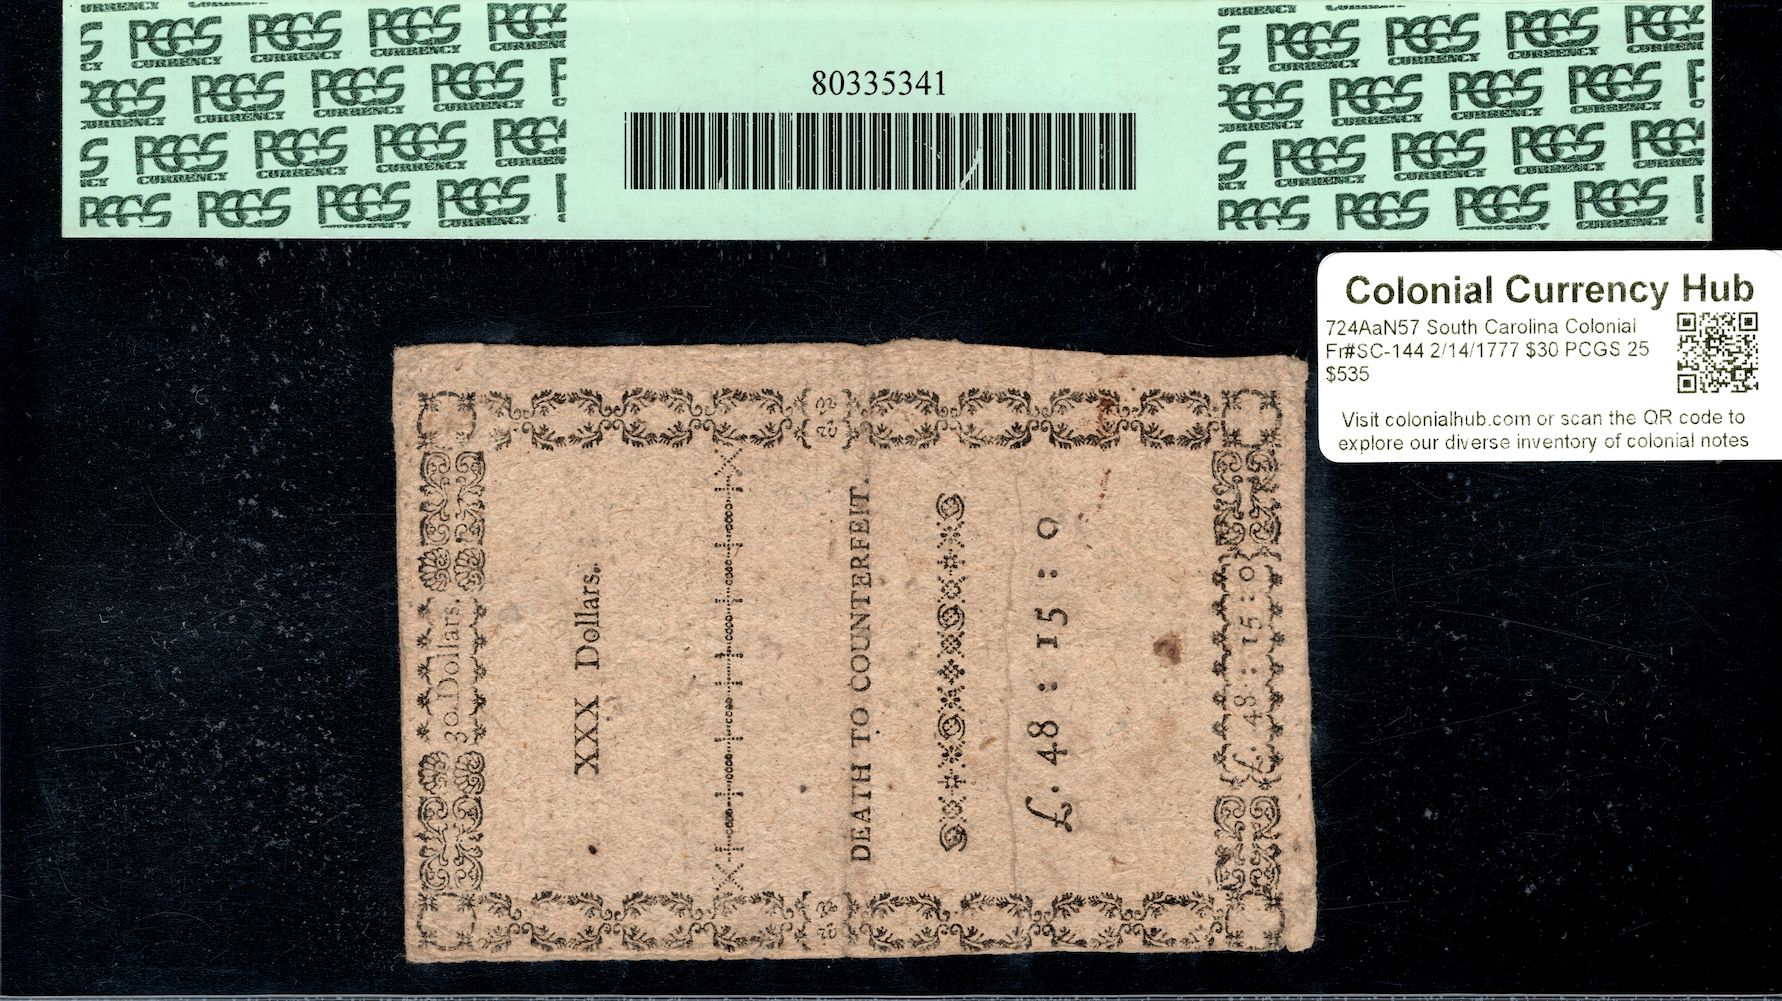 PCGS CURRENCY
80335341
Colonial Currency Hub
724AaN57 South Carolina Colonial
Fr#SC-144 2/14/1777 $30 PCGS 25
$535
Visit colonialhub.com or scan the QR code to
explore our diverse inventory of colonial notes
30 Dollars.
XXX Dollars.
DEATH TO COUNTERFEIT.
£. 48 : 15 : 0
£. 48 : 15 : 0